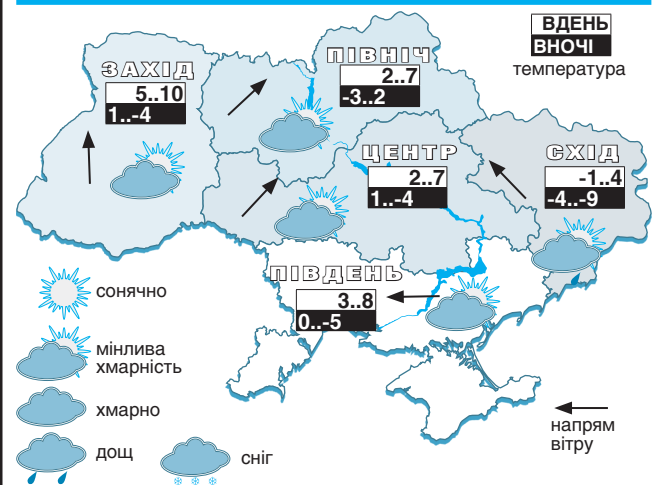 ВДЕНЬ
ВНОЧІ
температура
ПІВНІЧ
2..7
-3..2
ЗАХІД
5..10
1..-4
ЦЕНТР
2..7
1..-4
СХІД
-1..4
-4..-9
ПІВДЕНЬ
3..8
0..-5
сонячно
мінлива
хмарність
хмарно
дощ
сніг
напрям
вітру